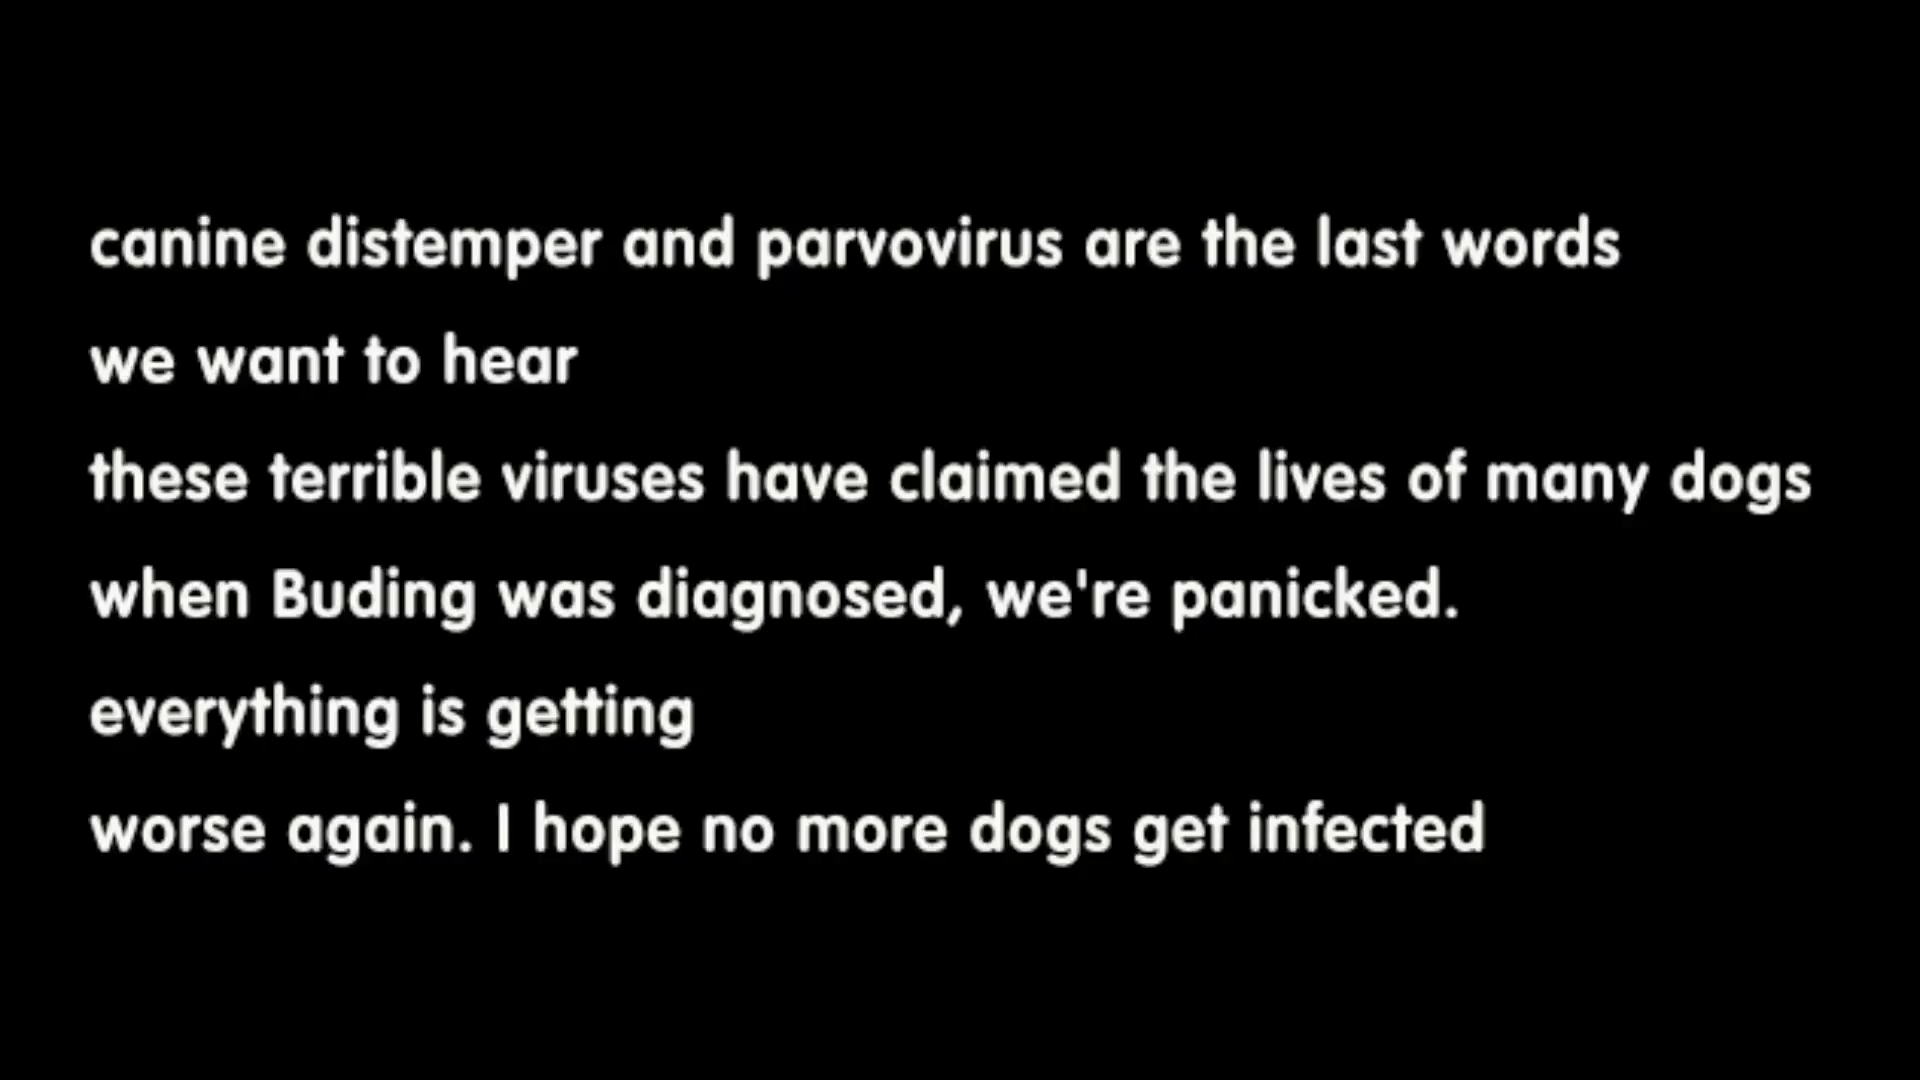 canine distemper and parvovirus are the last words
we want to hear
these terrible viruses have claimed the lives of many dogs
when Buding was diagnosed, we're panicked.
everything is getting
worse again. I hope no more dogs get infected